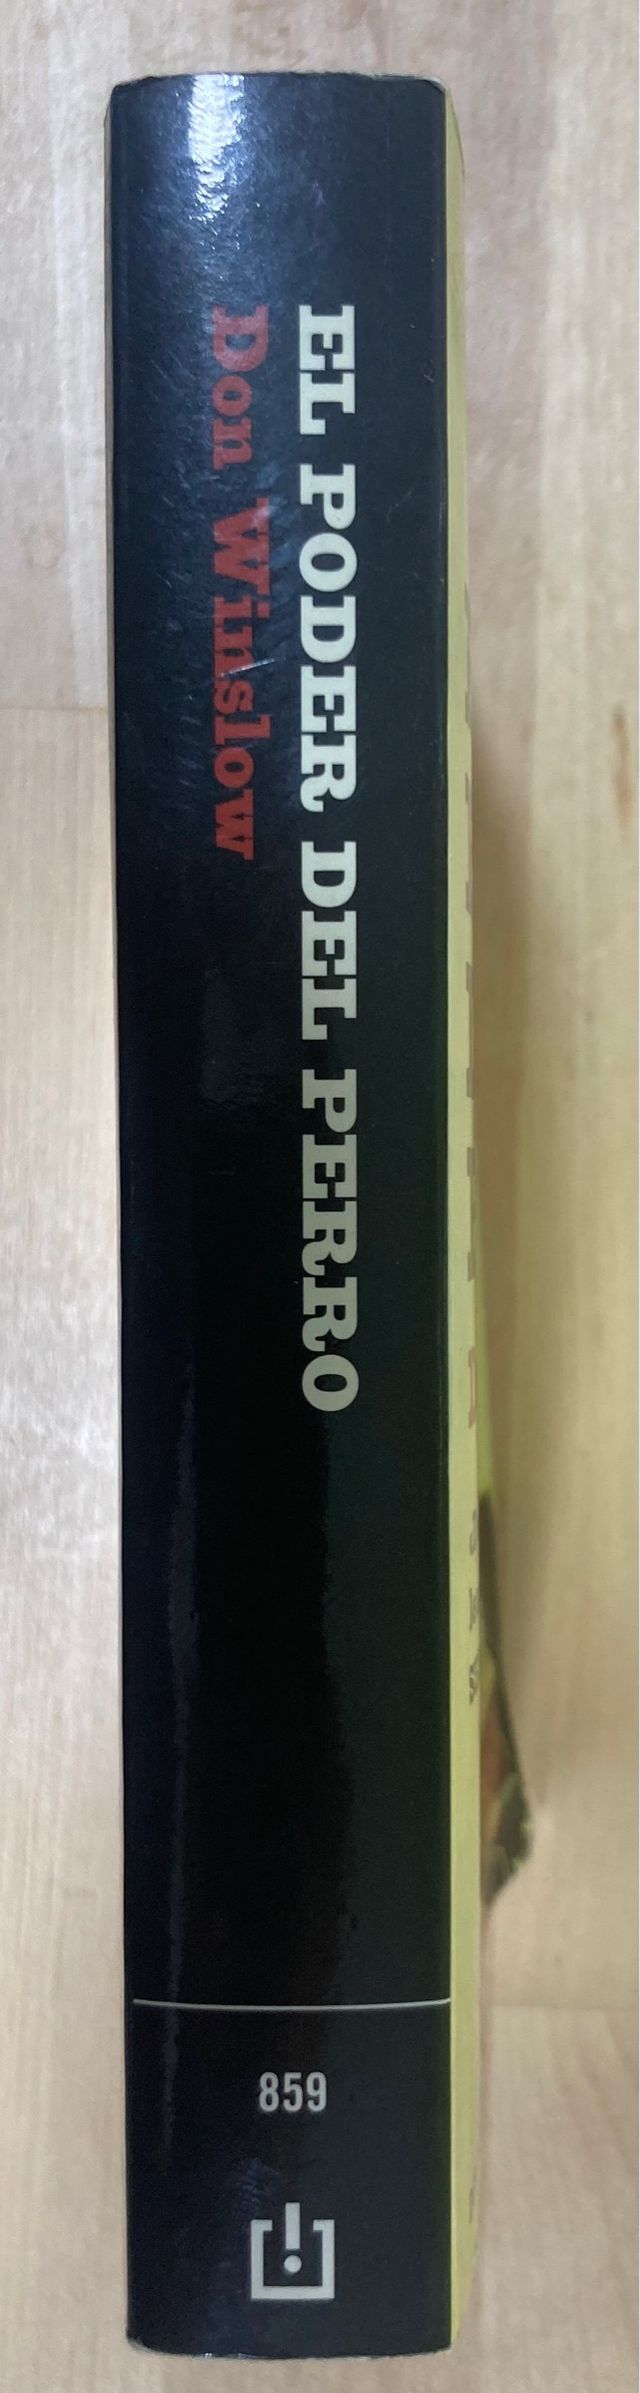 EL PODER DEL PERRO
Don Winslow
859